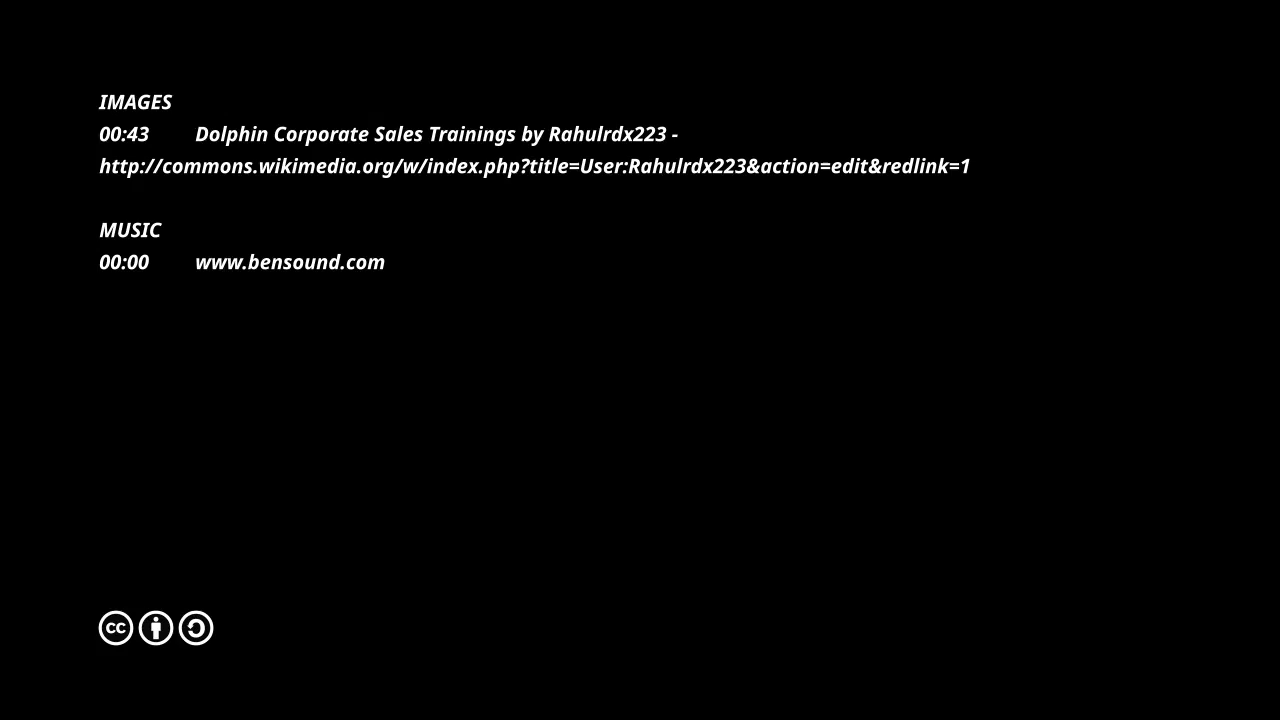 IMAGES
00:43 Dolphin Corporate Sales Trainings by Rahulrdx223 -
http://commons.wikimedia.org/w/index.php?title=User:Rahulrdx223&action=edit&redlink=1
MUSIC
00:00 www.bensound.com
cc